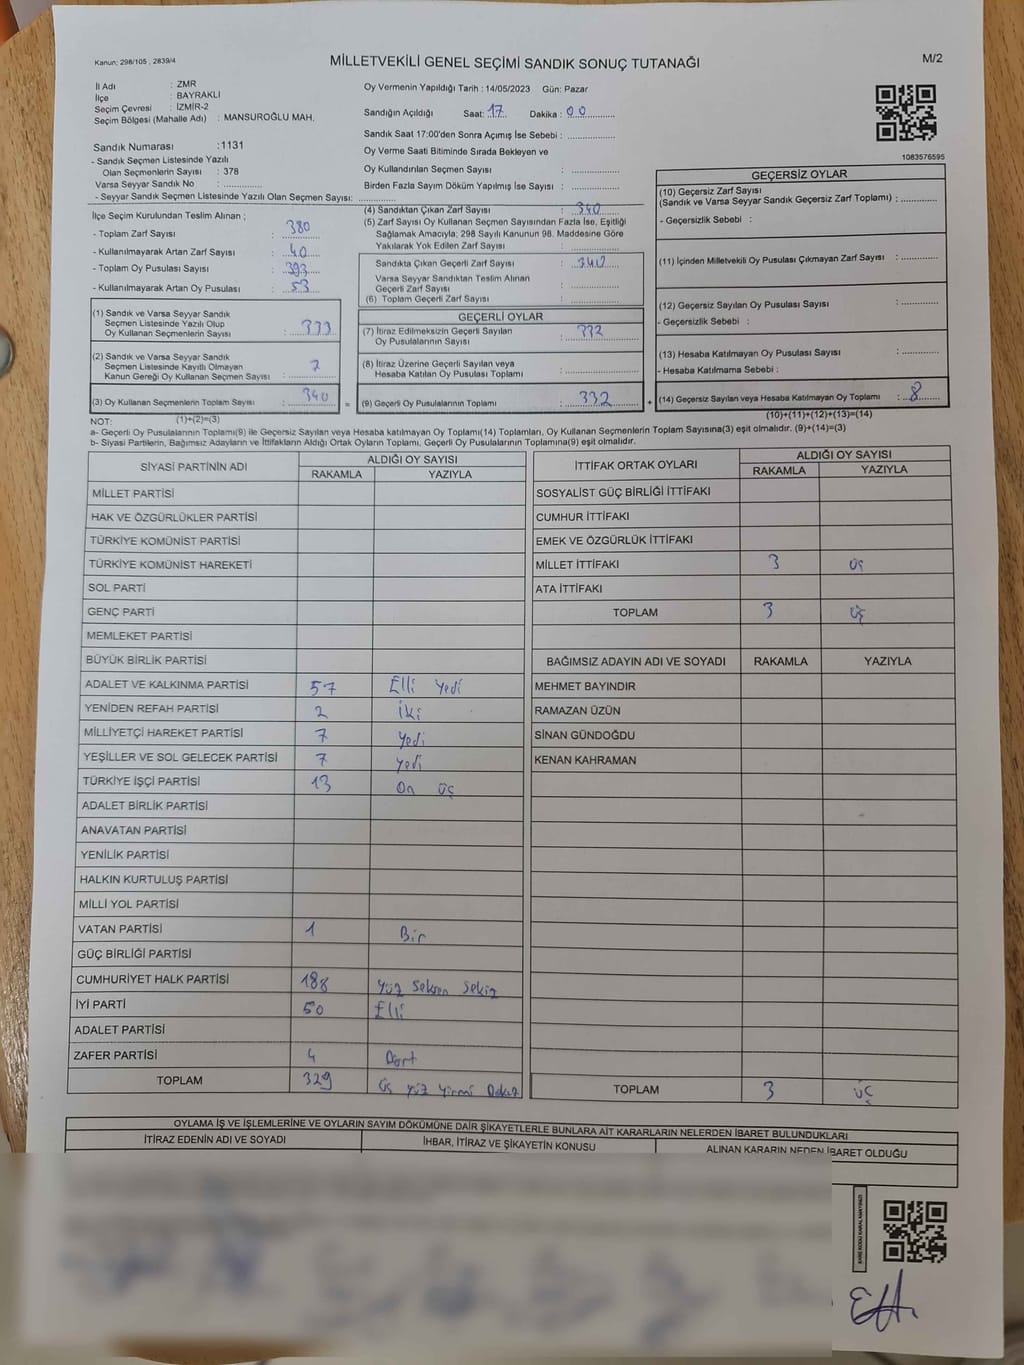 Kanun: 298/105 , 2839/4
MİLLETVEKİLİ GENEL SEÇİMİ SANDIK SONUÇ TUTANAĞI
M/2
İl Adı : ZMR
İlçe : BAYRAKLI
Seçim Çevresi : İZMİR-2
Seçim Bölgesi (Mahalle Adı) : MANSUROĞLU MAH.
Sandık Numarası : 1131
- Sandık Seçmen Listesinde Yazılı
Olan Seçmenlerin Sayısı : 378
Varsa Seyyar Sandık No : ............
- Seyyar Sandık Seçmen Listesinde Yazılı Olan Seçmen Sayısı: ............
Oy Vermenin Yapıldığı Tarih : 14/05/2023 Gün: Pazar
Sandığın Açıldığı Saat: 17 Dakika : 00
Sandık Saat 17:00'den Sonra Açımış İse Sebebi : ............
Oy Verme Saati Bitiminde Sırada Bekleyen ve
Oy Kullandırılan Seçmen Sayısı : ............
Birden Fazla Sayım Döküm Yapılmış İse Sayısı : ............
1083576595
İlçe Seçim Kurulundan Teslim Alınan ;
- Toplam Zarf Sayısı : 380
- Kullanılmayarak Artan Zarf Sayısı : 40
- Toplam Oy Pusulası Sayısı : 393
- Kullanılmayarak Artan Oy Pusulası : 53
(1) Sandık ve Varsa Seyyar Sandık
Seçmen Listesinde Yazılı Olup
Oy Kullanan Seçmenlerin Sayısı : 333
(2) Sandık ve Varsa Seyyar Sandık
Seçmen Listesinde Kayıtlı Olmayan
Kanun Gereği Oy Kullanan Seçmen Sayısı : 7
(3) Oy Kullanan Seçmenlerin Toplam Sayısı : 340 =
(1)+(2)=(3)
(4) Sandıktan Çıkan Zarf Sayısı : 340
(5) Zarf Sayısı Oy Kullanan Seçmen Sayısından Fazla İse, Eşitliği
Sağlamak Amacıyla; 298 Sayılı Kanunun 98. Maddesine Göre
Yakılarak Yok Edilen Zarf Sayısı : ............
Sandıkta Çıkan Geçerli Zarf Sayısı : 340
Varsa Seyyar Sandıktan Teslim Alınan
Geçerli Zarf Sayısı : ............
(6) Toplam Geçerli Zarf Sayısı : ............
GEÇERLİ OYLAR
(7) İtiraz Edilmeksizin Geçerli Sayılan
Oy Pusulalarının Sayısı : 332
(8) İtiraz Üzerine Geçerli Sayılan veya
Hesaba Katılan Oy Pusulası Toplamı : ............
(9) Geçerli Oy Pusulalarının Toplamı : 332 +
GEÇERSİZ OYLAR
(10) Geçersiz Zarf Sayısı
(Sandık ve Varsa Seyyar Sandık Geçersiz Zarf Toplamı) : ............
- Geçersizlik Sebebi :
(11) İçinden Milletvekili Oy Pusulası Çıkmayan Zarf Sayısı : ............
(12) Geçersiz Sayılan Oy Pusulası Sayısı : ............
- Geçersizlik Sebebi :
(13) Hesaba Katılmayan Oy Pusulası Sayısı : ............
- Hesaba Katılmama Sebebi :
(14) Geçersiz Sayılan veya Hesaba Katılmayan Oy Toplamı : 8
(10)+(11)+(12)+(13)=(14)
NOT:
a- Geçerli Oy Pusulalarının Toplamı(9) ile Geçersiz Sayılan veya Hesaba katılmayan Oy Toplamı(14) Toplamları, Oy Kullanan Seçmenlerin Toplam Sayısına(3) eşit olmalıdır. (9)+(14)=(3)
b- Siyasi Partilerin, Bağımsız Adayların ve İttifakların Aldığı Ortak Oyların Toplamı, Geçerli Oy Pusulalarının Toplamına(9) eşit olmalıdır.
SİYASİ PARTİNİN ADI ALDIĞI OY SAYISI
RAKAMLA YAZIYLA
MİLLET PARTİSİ
HAK VE ÖZGÜRLÜKLER PARTİSİ
TÜRKİYE KOMÜNİST PARTİSİ
TÜRKİYE KOMÜNİST HAREKETİ
SOL PARTİ
GENÇ PARTİ
MEMLEKET PARTİSİ
BÜYÜK BİRLİK PARTİSİ
ADALET VE KALKINMA PARTİSİ 57 Elli Yedi
YENİDEN REFAH PARTİSİ 2 İki
MİLLİYETÇİ HAREKET PARTİSİ 7 Yedi
YEŞİLLER VE SOL GELECEK PARTİSİ 7 Yedi
TÜRKİYE İŞÇİ PARTİSİ 13 On üç
ADALET BİRLİK PARTİSİ
ANAVATAN PARTİSİ
YENİLİK PARTİSİ
HALKIN KURTULUŞ PARTİSİ
MİLLİ YOL PARTİSİ
VATAN PARTİSİ 1 Bir
GÜÇ BİRLİĞİ PARTİSİ
CUMHURİYET HALK PARTİSİ 188 Yüz Seksen Sekiz
İYİ PARTİ 50 Elli
ADALET PARTİSİ
ZAFER PARTİSİ 4 Dört
TOPLAM 329 Üç Yüz Yirmi Dokuz
İTTİFAK ORTAK OYLARI ALDIĞI OY SAYISI
RAKAMLA YAZIYLA
SOSYALİST GÜÇ BİRLİĞİ İTTİFAKI
CUMHUR İTTİFAKI
EMEK VE ÖZGÜRLÜK İTTİFAKI
MİLLET İTTİFAKI 3 üç
ATA İTTİFAKI
TOPLAM 3 üç
BAĞIMSIZ ADAYIN ADI VE SOYADI RAKAMLA YAZIYLA
MEHMET BAYINDIR
RAMAZAN ÜZÜN
SİNAN GÜNDOĞDU
KENAN KAHRAMAN
TOPLAM 3 üç
OYLAMA İŞ VE İŞLEMLERİNE VE OYLARIN SAYIM DÖKÜMÜNE DAİR ŞİKAYETLERLE BUNLARA AİT KARARLARIN NELERDEN İBARET BULUNDUKLARI
İTİRAZ EDENİN ADI VE SOYADI İHBAR, İTİRAZ VE ŞİKAYETİN KONUSU ALINAN KARARIN NEDEN İBARET OLDUĞU